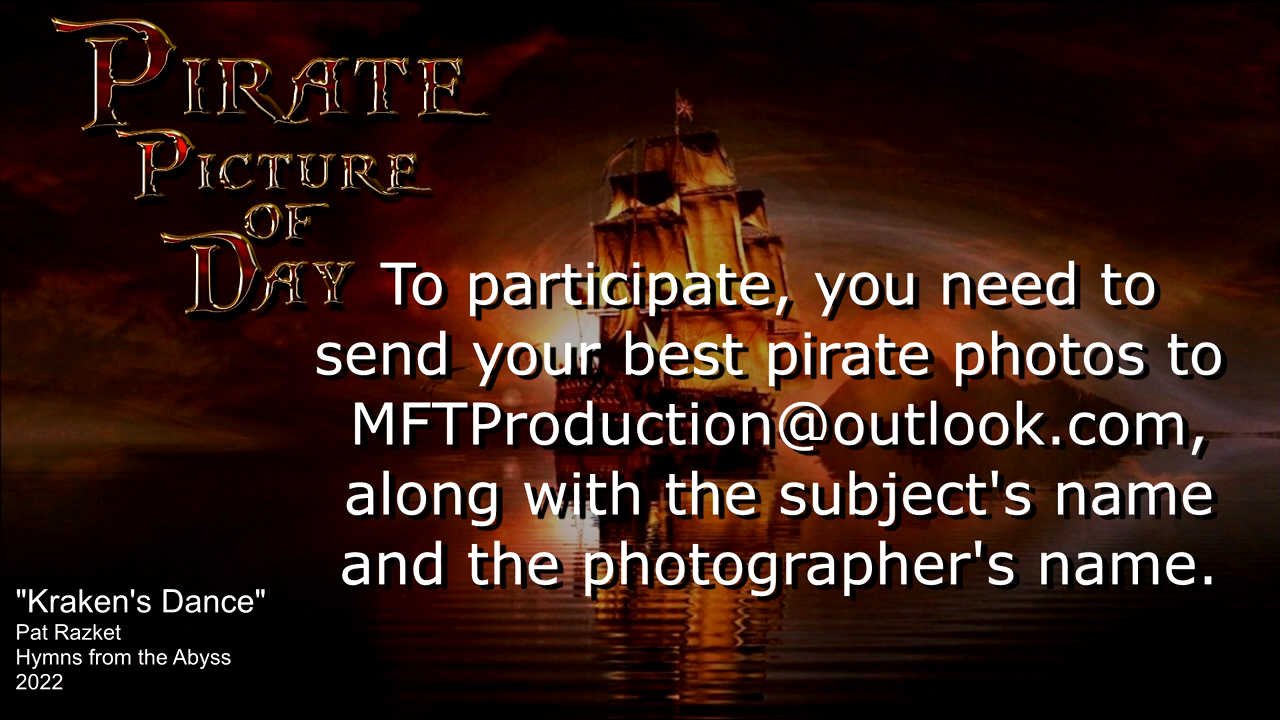 PIRATE
PICTURE
OF
DAY
To participate, you need to
send your best pirate photos to
MFTProduction@outlook.com,
along with the subject's name
and the photographer's name.
"Kraken's Dance"
Pat Razket
Hymns from the Abyss
2022